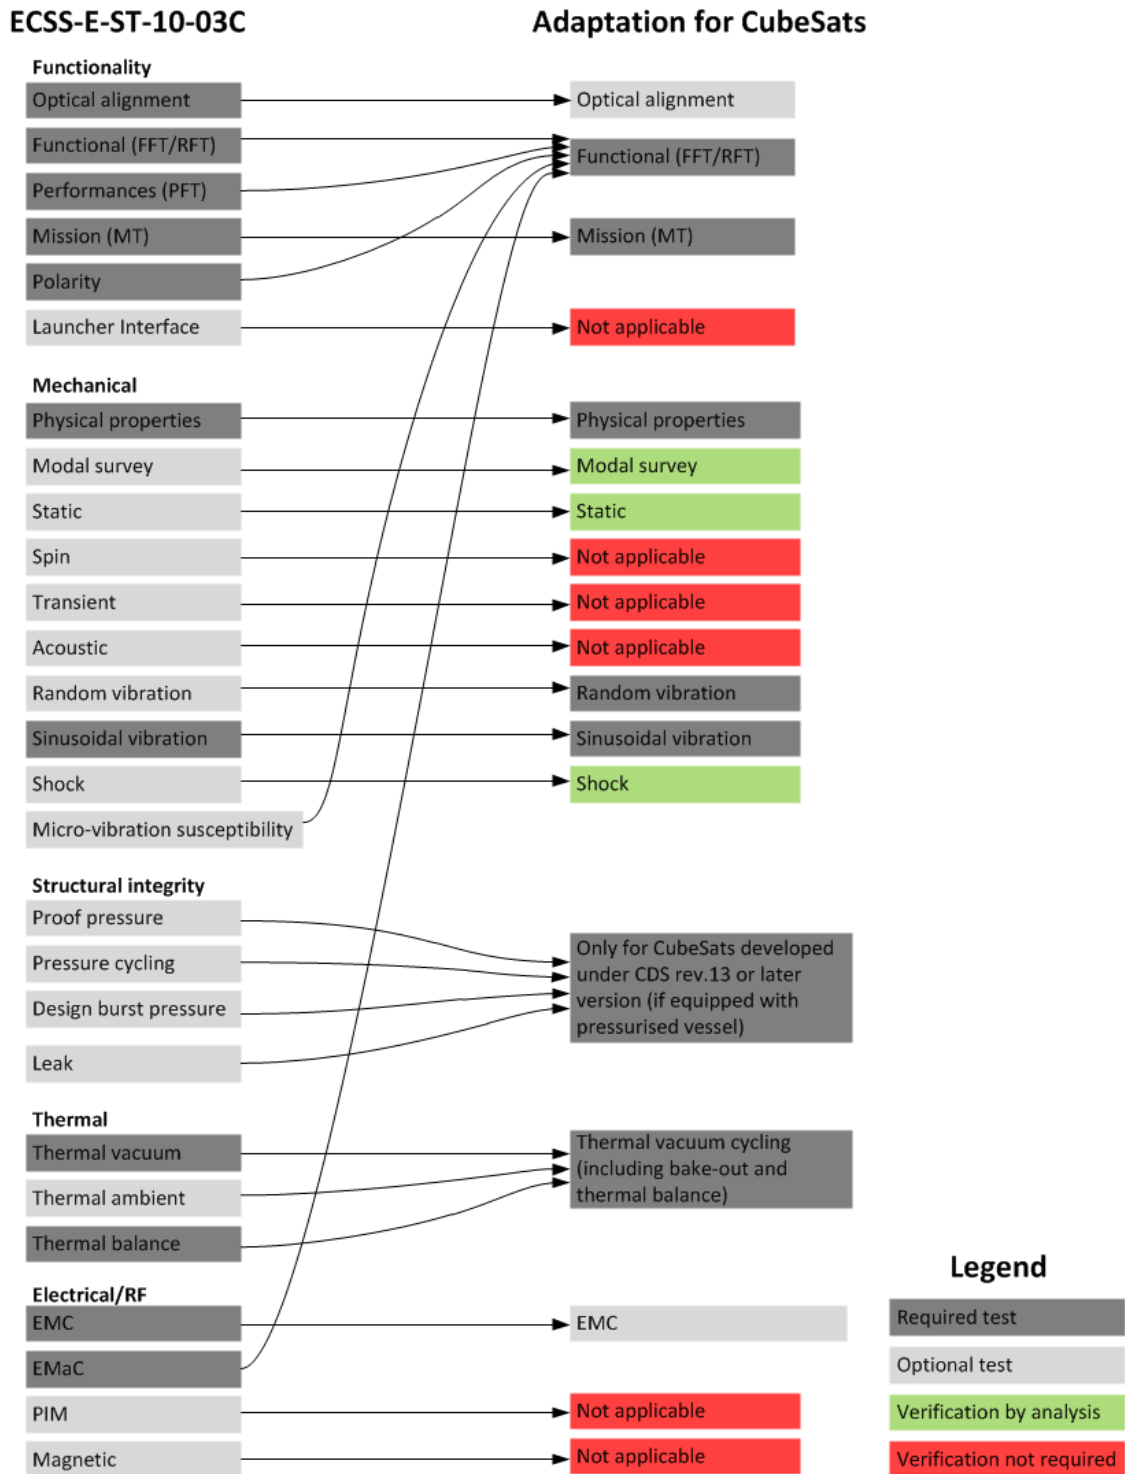 ECSS-E-ST-10-03C
Adaptation for CubeSats
Functionality
Optical alignment
Optical alignment
Functional (FFT/RFT)
Functional (FFT/RFT)
Performances (PFT)
Mission (MT)
Mission (MT)
Polarity
Launcher Interface
Not applicable
Mechanical
Physical properties
Physical properties
Modal survey
Modal survey
Static
Static
Spin
Not applicable
Transient
Not applicable
Acoustic
Not applicable
Random vibration
Random vibration
Sinusoidal vibration
Sinusoidal vibration
Shock
Shock
Micro-vibration susceptibility
Structural integrity
Proof pressure
Pressure cycling
Design burst pressure
Leak
Only for CubeSats developed
under CDS rev.13 or later
version (if equipped with
pressurised vessel)
Thermal
Thermal vacuum
Thermal ambient
Thermal balance
Thermal vacuum cycling
(including bake-out and
thermal balance)
Electrical/RF
EMC
EMC
EMaC
PIM
Not applicable
Magnetic
Not applicable
Legend
Required test
Optional test
Verification by analysis
Verification not required